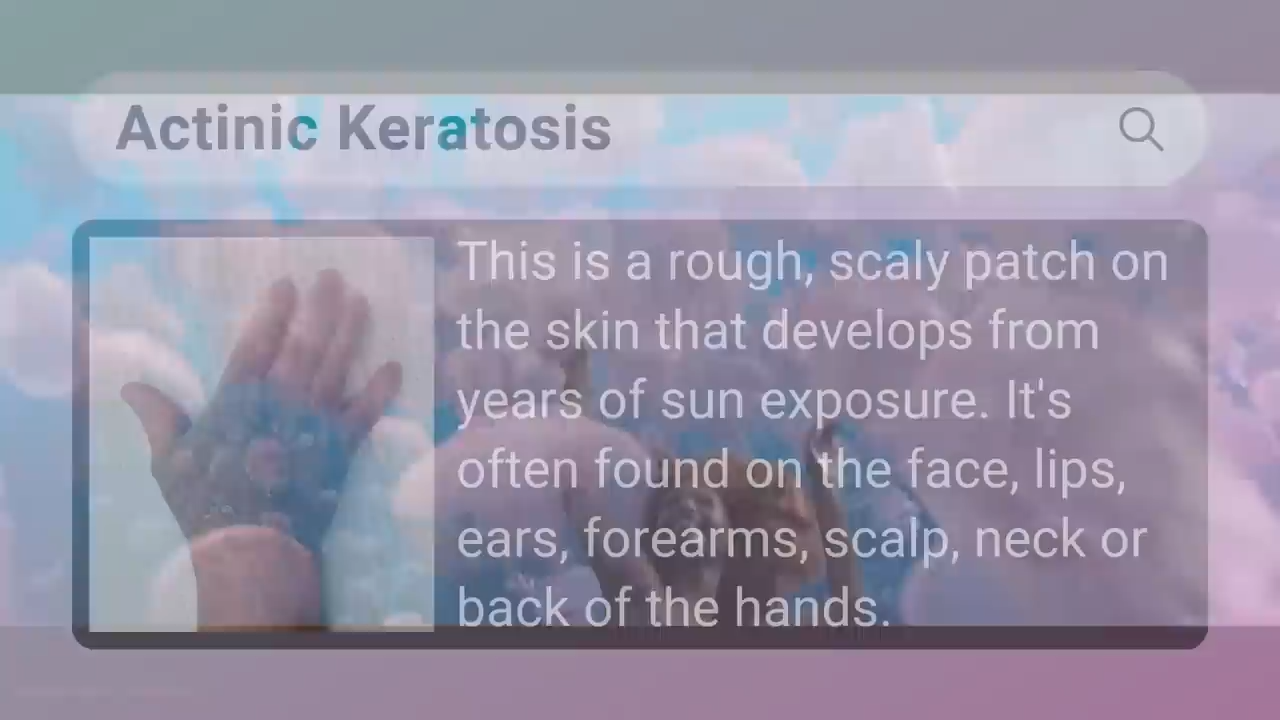 Actinic Keratosis
This is a rough, scaly patch on
the skin that develops from
years of sun exposure. It's
often found on the face, lips,
ears, forearms, scalp, neck or
back of the hands.